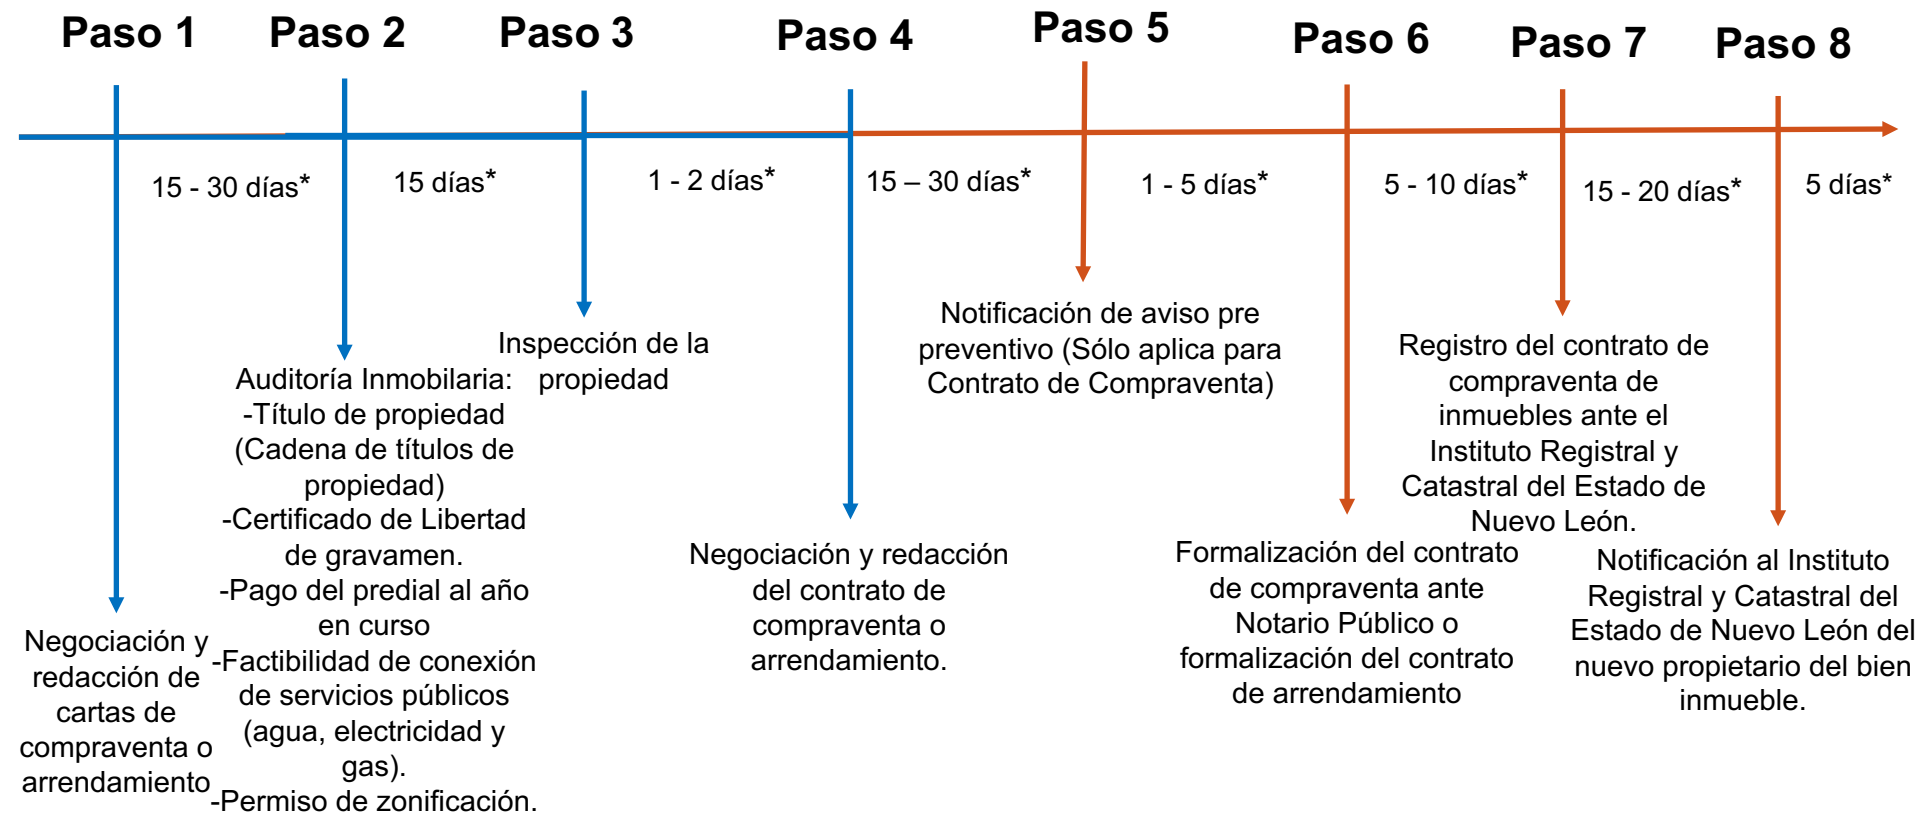 Paso 1
Paso 2
Paso 3
Paso 4
Paso 5
Paso 6
Paso 7
Paso 8
15 - 30 días*
15 días*
1 - 2 días*
15 – 30 días*
1 - 5 días*
5 - 10 días*
15 - 20 días*
5 días*
Negociación y
redacción de
cartas de
compraventa o
arrendamiento
Auditoría Inmobilaria:
-Título de propiedad
(Cadena de títulos de
propiedad)
-Certificado de Libertad
de gravamen.
-Pago del predial al año
en curso
-Factibilidad de conexión
de servicios públicos
(agua, electricidad y
gas).
-Permiso de zonificación.
Inspección de la
propiedad
Negociación y redacción
del contrato de
compraventa o
arrendamiento.
Notificación de aviso pre
preventivo (Sólo aplica para
Contrato de Compraventa)
Formalización del contrato
de compraventa ante
Notario Público o
formalización del contrato
de arrendamiento
Registro del contrato de
compraventa de
inmuebles ante el
Instituto Registral y
Catastral del Estado de
Nuevo León.
Notificación al Instituto
Registral y Catastral del
Estado de Nuevo León del
nuevo propietario del bien
inmueble.